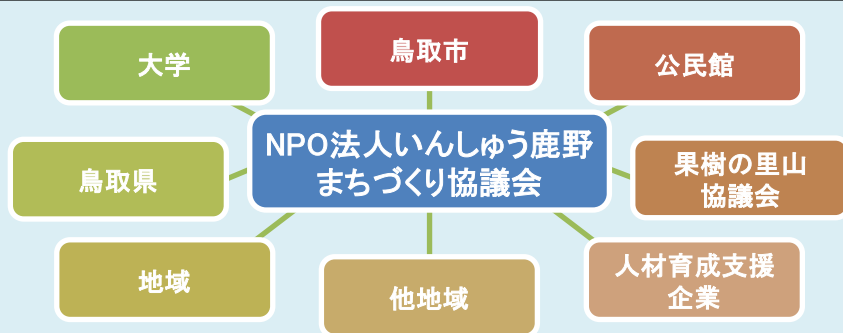 大学
鳥取市
公民館
NPO法人いんしゅう鹿野
まちづくり協議会
鳥取県
果樹の里山
協議会
地域
他地域
人材育成支援
企業